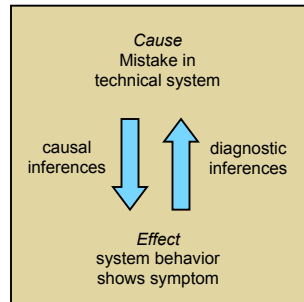 Cause
Mistake in
technical system
causal
inferences
diagnostic
inferences
Effect
system behavior
shows symptom